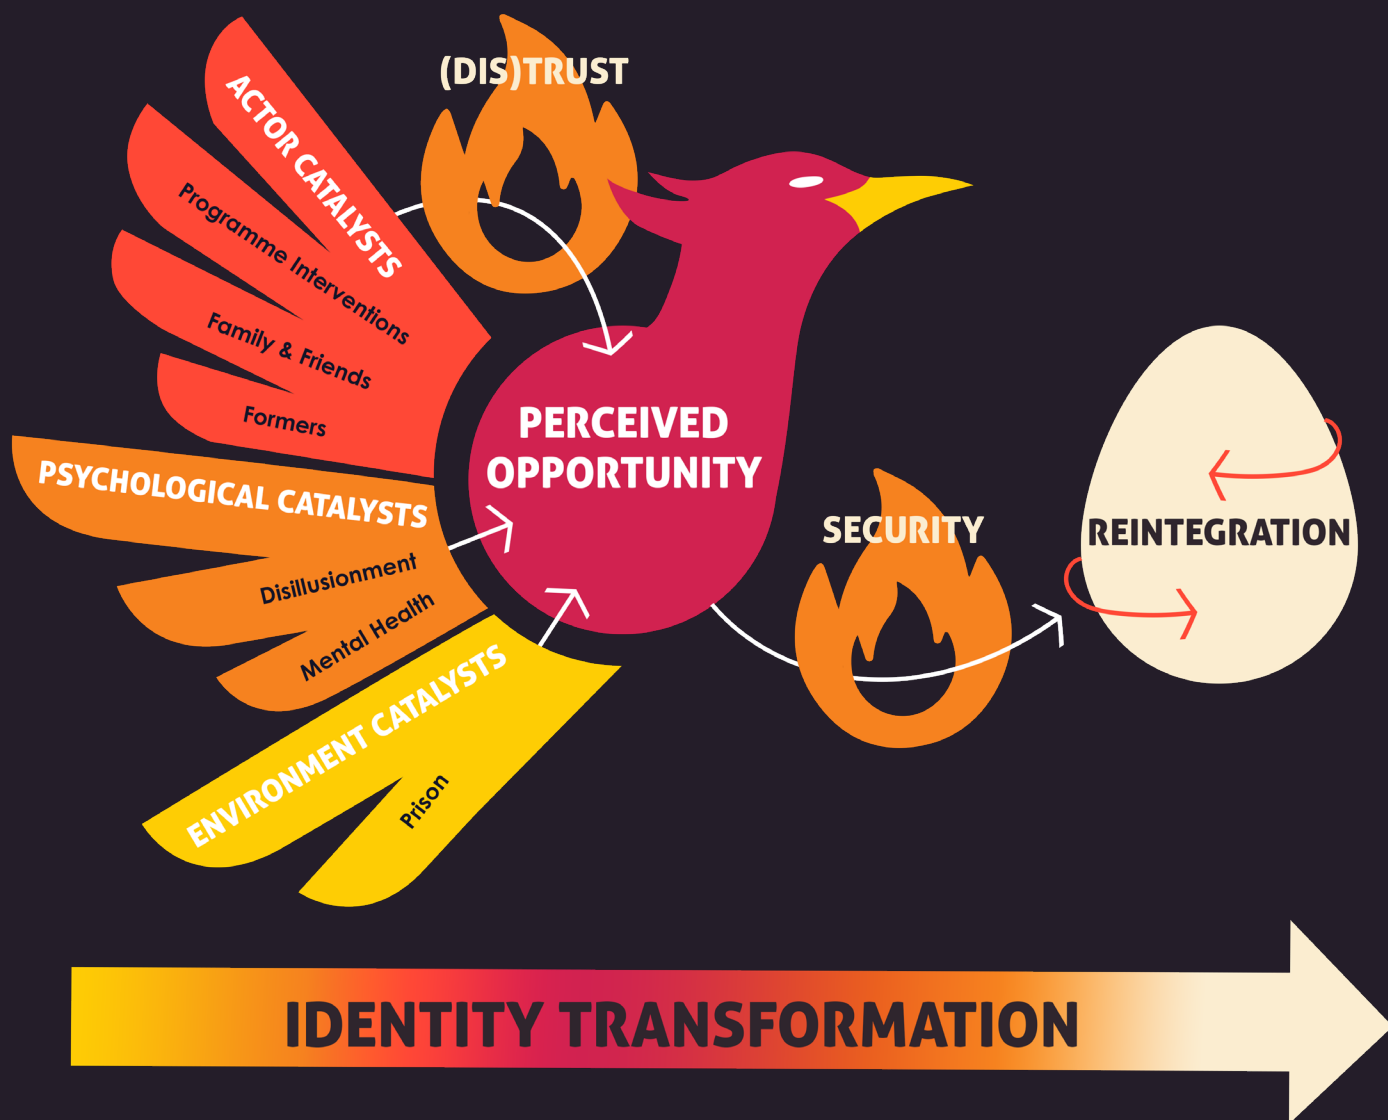 (DIS)TRUST
ACTOR CATALYSTS
Programme Interventions
Family & Friends
Formers
PSYCHOLOGICAL CATALYSTS
Disillusionment
Mental Health
ENVIRONMENT CATALYSTS
Prison
PERCEIVED
OPPORTUNITY
SECURITY
REINTEGRATION
IDENTITY TRANSFORMATION